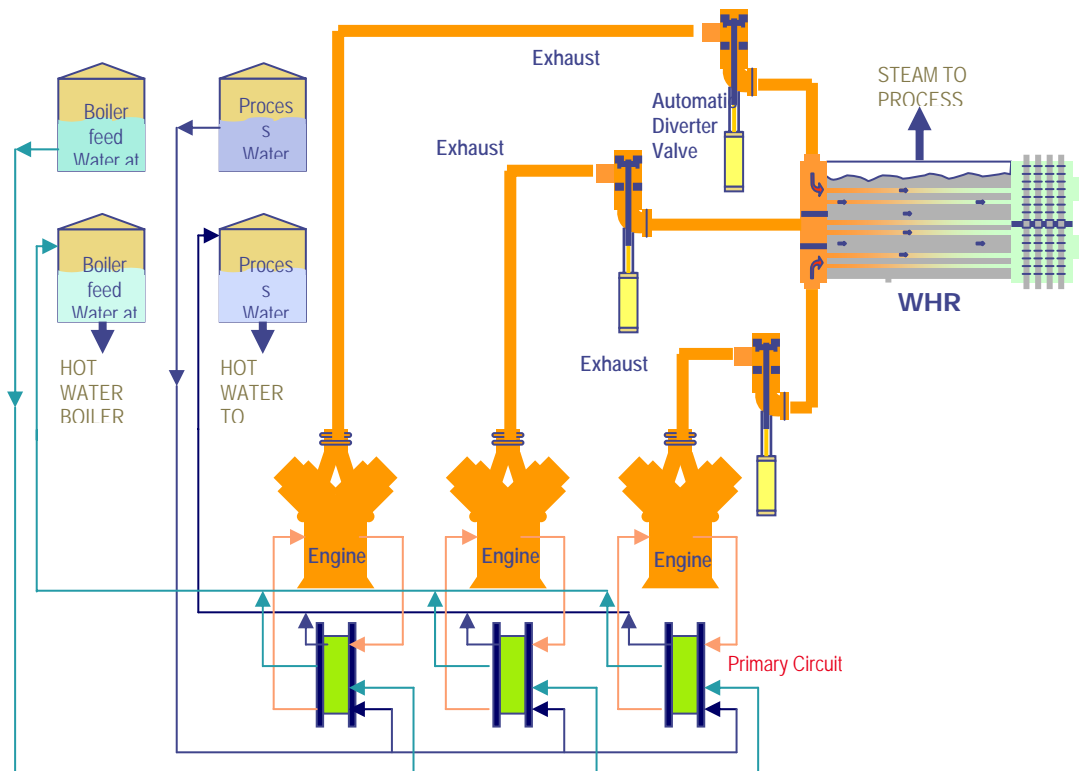 Exhaust
STEAM TO
PROCESS
Automatic
Diverter
Valve
Boiler
feed
Water at
Proces
s
Water
Exhaust
Boiler
feed
Water at
Proces
s
Water
WHR
HOT
WATER
BOILER
HOT
WATER
TO
Exhaust
Engine
Engine
Engine
Primary Circuit